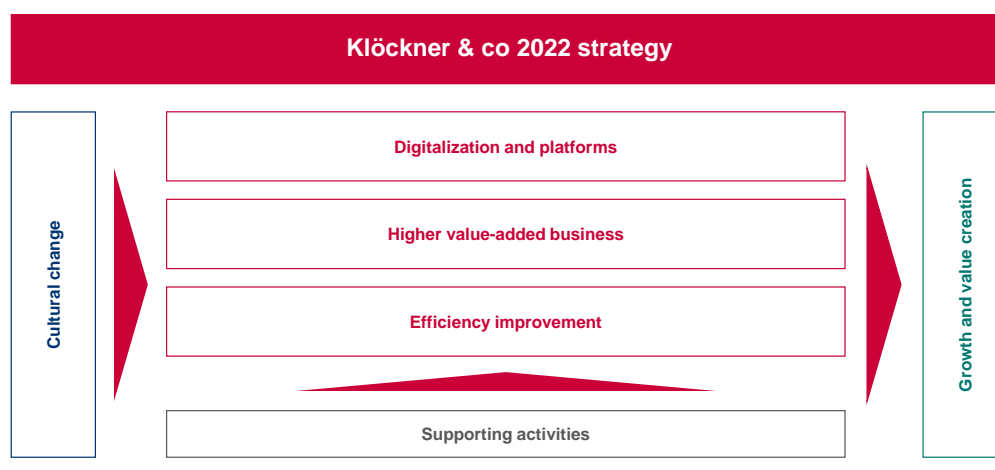 Klöckner & co 2022 strategy
Cultural change
Digitalization and platforms
Higher value-added business
Efficiency improvement
Supporting activities
Growth and value creation